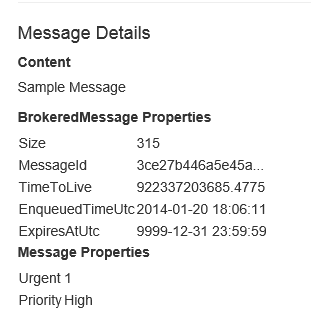 Message Details
Content
Sample Message
BrokeredMessage Properties
Size 315
MessageId 3ce27b446a5e45a...
TimeToLive 922337203685.4775
EnqueuedTimeUtc 2014-01-20 18:06:11
ExpiresAtUtc 9999-12-31 23:59:59
Message Properties
Urgent 1
Priority High